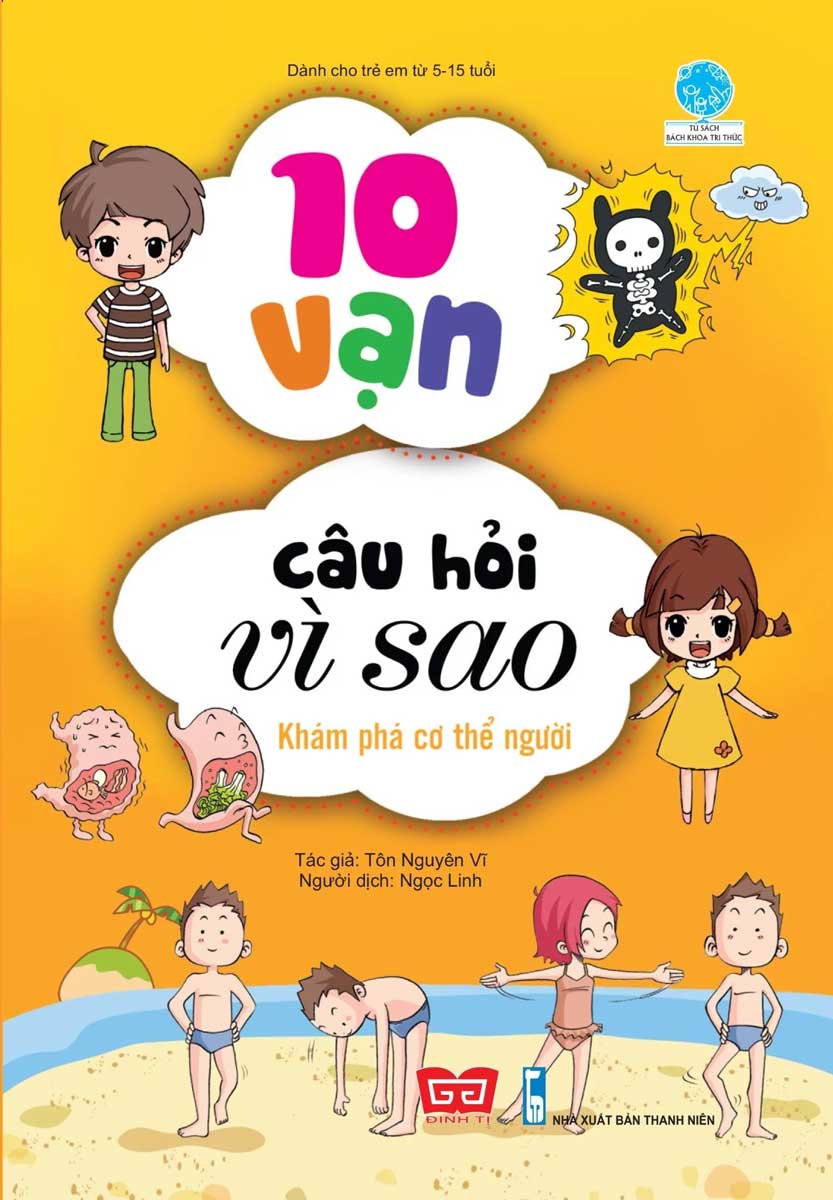 Dành cho trẻ em từ 5-15 tuổi
TỦ SÁCH
BÁCH KHOA TRI THỨC
10
vạn
câu hỏi
vì sao
Khám phá cơ thể người
Tác giả: Tôn Nguyên Vĩ
Người dịch: Ngọc Linh
ĐINH TỊ
NHÀ XUẤT BẢN THANH NIÊN